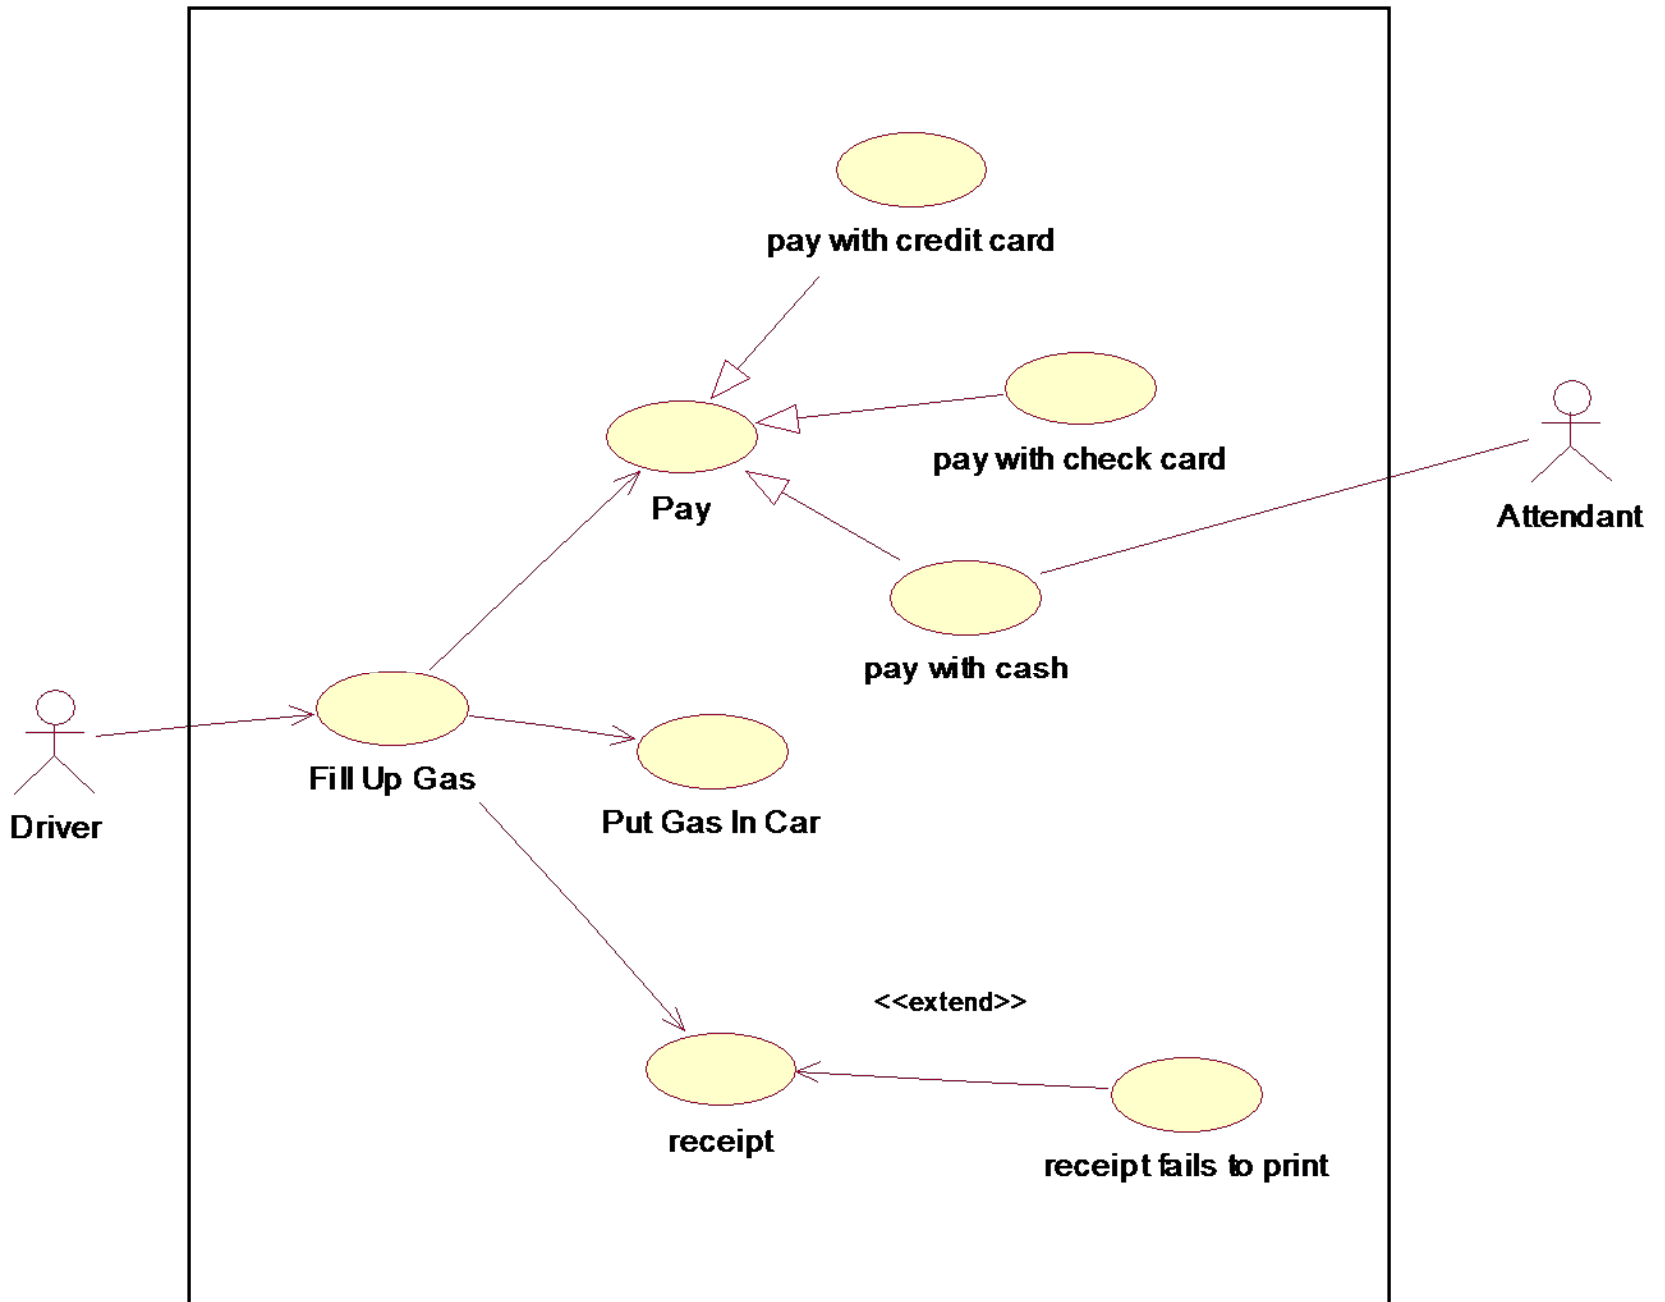 pay with credit card
pay with check card
Pay
Attendant
pay with cash
Fill Up Gas
Put Gas In Car
Driver
<<extend>>
receipt
receipt fails to print